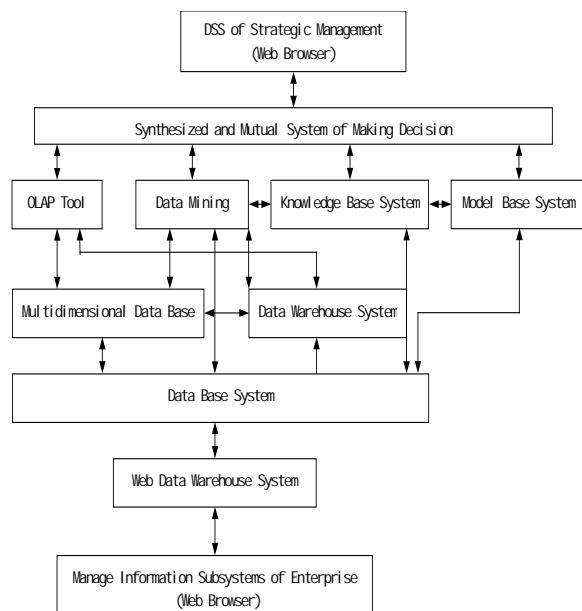 DSS of Strategic Management
(Web Browser)
Synthesized and Mutual System of Making Decision
OLAP Tool
Data Mining
Knowledge Base System
Model Base System
Multidimensional Data Base
Data Warehouse System
Data Base System
Web Data Warehouse System
Manage Information Subsystems of Enterprise
(Web Browser)